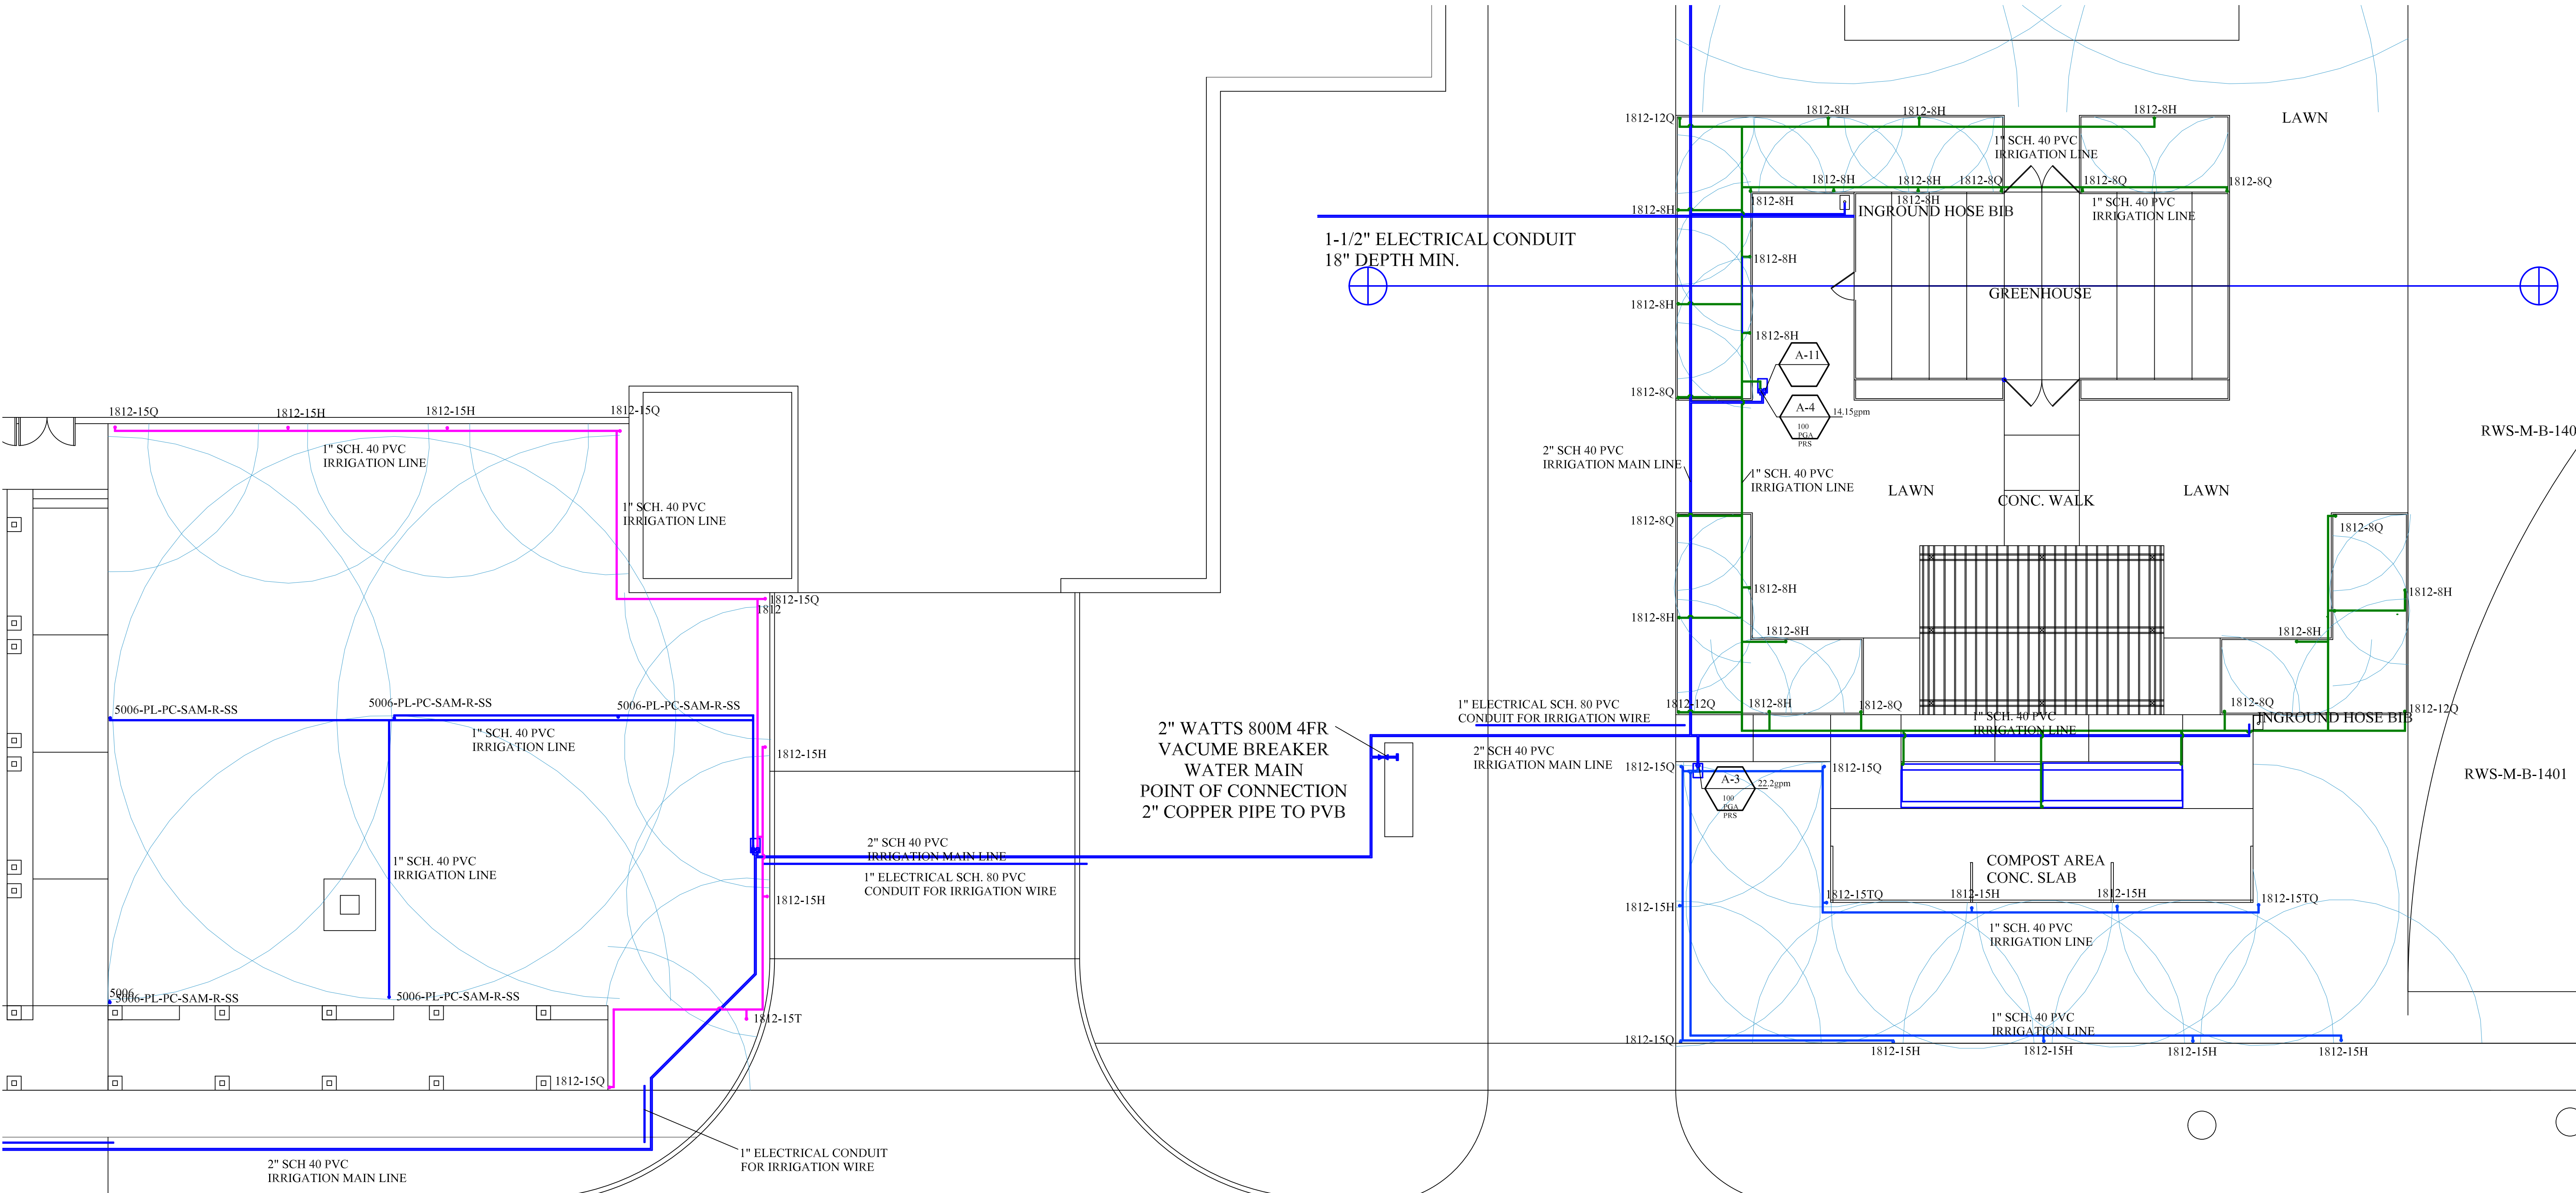 1812-12Q
1812-8H
1812-8H
1812-8H
LAWN
1" SCH. 40 PVC
IRRIGATION LINE
1812-8H
1812-8H
1812-8Q
1812-8Q
1812-8Q
1812-8H
1812-8H
1812-8H
1" SCH. 40 PVC
IRRIGATION LINE
INGROUND HOSE BIB
1-1/2" ELECTRICAL CONDUIT
18" DEPTH MIN.
1812-8H
1812-8H
GREENHOUSE
1812-8H
A-11
1812-8Q
A-4
14.15gpm
100
PGA
PRS
1812-15Q
1812-15H
1812-15H
1812-15Q
1" SCH. 40 PVC
IRRIGATION LINE
1" SCH. 40 PVC
IRRIGATION LINE
2" SCH 40 PVC
IRRIGATION MAIN LINE
1" SCH. 40 PVC
IRRIGATION LINE
LAWN
CONC. WALK
LAWN
RWS-M-B-140
1812-8Q
1812-8Q
1812-8H
1812-8H
1812-8H
1812-8H
1812-8H
1812-15Q
1812
5006-PL-PC-SAM-R-SS
5006-PL-PC-SAM-R-SS
5006-PL-PC-SAM-R-SS
1" SCH. 40 PVC
IRRIGATION LINE
1812-12Q
1812-8H
1812-8Q
1812-8Q
1812-12Q
1" SCH. 40 PVC
IRRIGATION LINE
INGROUND HOSE BIB
1" ELECTRICAL SCH. 80 PVC
CONDUIT FOR IRRIGATION WIRE
2" WATTS 800M 4FR
VACUME BREAKER
WATER MAIN
POINT OF CONNECTION
2" COPPER PIPE TO PVB
2" SCH 40 PVC
IRRIGATION MAIN LINE
1812-15H
1812-15Q
A-3
22.2gpm
100
PGA
PRS
1812-15Q
RWS-M-B-1401
2" SCH 40 PVC
IRRIGATION MAIN LINE
1" ELECTRICAL SCH. 80 PVC
CONDUIT FOR IRRIGATION WIRE
1" SCH. 40 PVC
IRRIGATION LINE
COMPOST AREA
CONC. SLAB
1812-15H
1812-15H
1812-15TQ
1812-15H
1812-15H
1812-15TQ
1" SCH. 40 PVC
IRRIGATION LINE
5006
5006-PL-PC-SAM-R-SS
5006-PL-PC-SAM-R-SS
1812-15T
1" SCH. 40 PVC
IRRIGATION LINE
1812-15Q
1812-15H
1812-15H
1812-15H
1812-15H
1812-15Q
1" ELECTRICAL CONDUIT
FOR IRRIGATION WIRE
2" SCH 40 PVC
IRRIGATION MAIN LINE